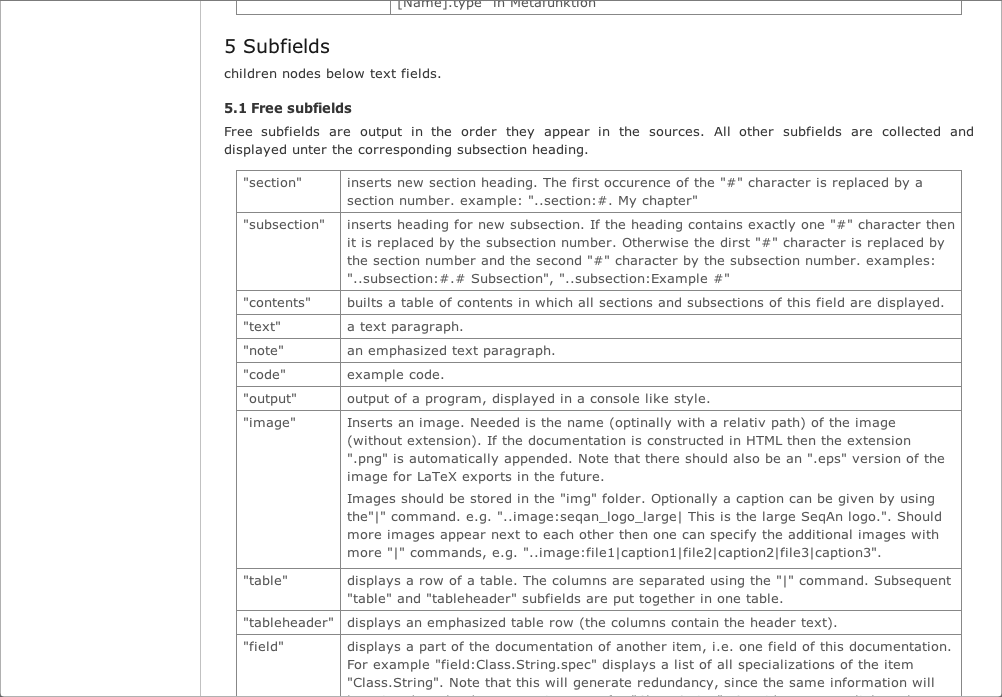 [Name].type" in Metafunktion
5 Subfields
children nodes below text fields.
5.1 Free subfields
Free subfields are output in the order they appear in the sources. All other subfields are collected and
displayed unter the corresponding subsection heading.
"section" inserts new section heading. The first occurence of the "#" character is replaced by a
section number. example: "..section:#. My chapter"
"subsection" inserts heading for new subsection. If the heading contains exactly one "#" character then
it is replaced by the subsection number. Otherwise the dirst "#" character is replaced by
the section number and the second "#" character by the subsection number. examples:
"..subsection:#.# Subsection", "..subsection:Example #"
"contents" builts a table of contents in which all sections and subsections of this field are displayed.
"text" a text paragraph.
"note" an emphasized text paragraph.
"code" example code.
"output" output of a program, displayed in a console like style.
"image" Inserts an image. Needed is the name (optinally with a relativ path) of the image
(without extension). If the documentation is constructed in HTML then the extension
".png" is automatically appended. Note that there should also be an ".eps" version of the
image for LaTeX exports in the future.
Images should be stored in the "img" folder. Optionally a caption can be given by using
the"|" command. e.g. "..image:seqan_logo_large| This is the large SeqAn logo.". Should
more images appear next to each other then one can specify the additional images with
more "|" commands, e.g. "..image:file1|caption1|file2|caption2|file3|caption3".
"table" displays a row of a table. The columns are separated using the "|" command. Subsequent
"table" and "tableheader" subfields are put together in one table.
"tableheader" displays an emphasized table row (the columns contain the header text).
"field" displays a part of the documentation of another item, i.e. one field of this documentation.
For example "field:Class.String.spec" displays a list of all specializations of the item
"Class.String". Note that this will generate redundancy, since the same information will